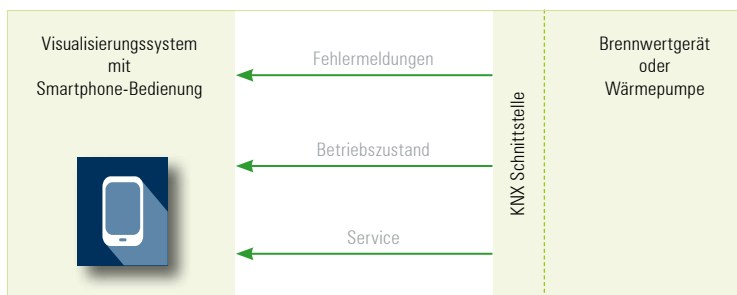 Visualisierungssystem
mit
Smartphone-Bedienung
Fehlermeldungen
Betriebszustand
Service
KNX Schnittstelle
Brennwertgerät
oder
Wärmepumpe